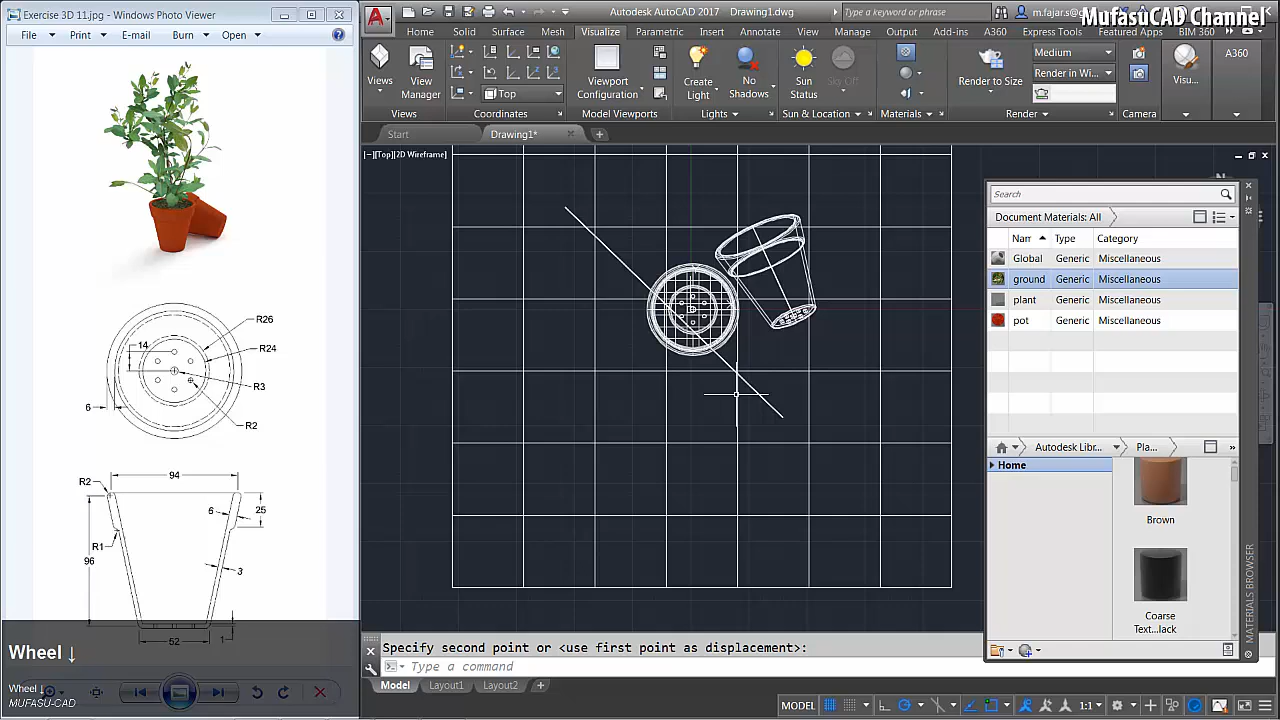 Exercise 3D 11.jpg - Windows Photo Viewer
File Print E-mail Burn Open
R26
14
R24
R3
6
R2
94
R2
6
25
R1
96
3
52
1
Wheel ↓
Wheel ↓
MUFASU-CAD
Autodesk AutoCAD 2017 Drawing1.dwg
Type a keyword or phrase
m.fajar.s@
MufasuCAD Channel
Home Solid Surface Mesh Visualize Parametric Insert Annotate View Manage Output Add-ins A360 Express Tools Featured Apps BIM 360
Views
View
Manager
Top
Viewport
Configuration
Create
Light
No
Shadows
Sun
Status
Sky Off
Render to Size
Medium
Render in Wi...
Visu...
A360
Views Coordinates Model Viewports Lights Sun & Location Materials Render Camera
Start Drawing1*
[−][Top][2D Wireframe]
Search
Document Materials: All
Nam Type Category
Global Generic Miscellaneous
ground Generic Miscellaneous
plant Generic Miscellaneous
pot Generic Miscellaneous
Autodesk Libr... Pla...
Home
Brown
Coarse
Text...lack
MATERIALS BROWSER
Specify second point or <use first point as displacement>:
Type a command
Model Layout1 Layout2
MODEL 1:1